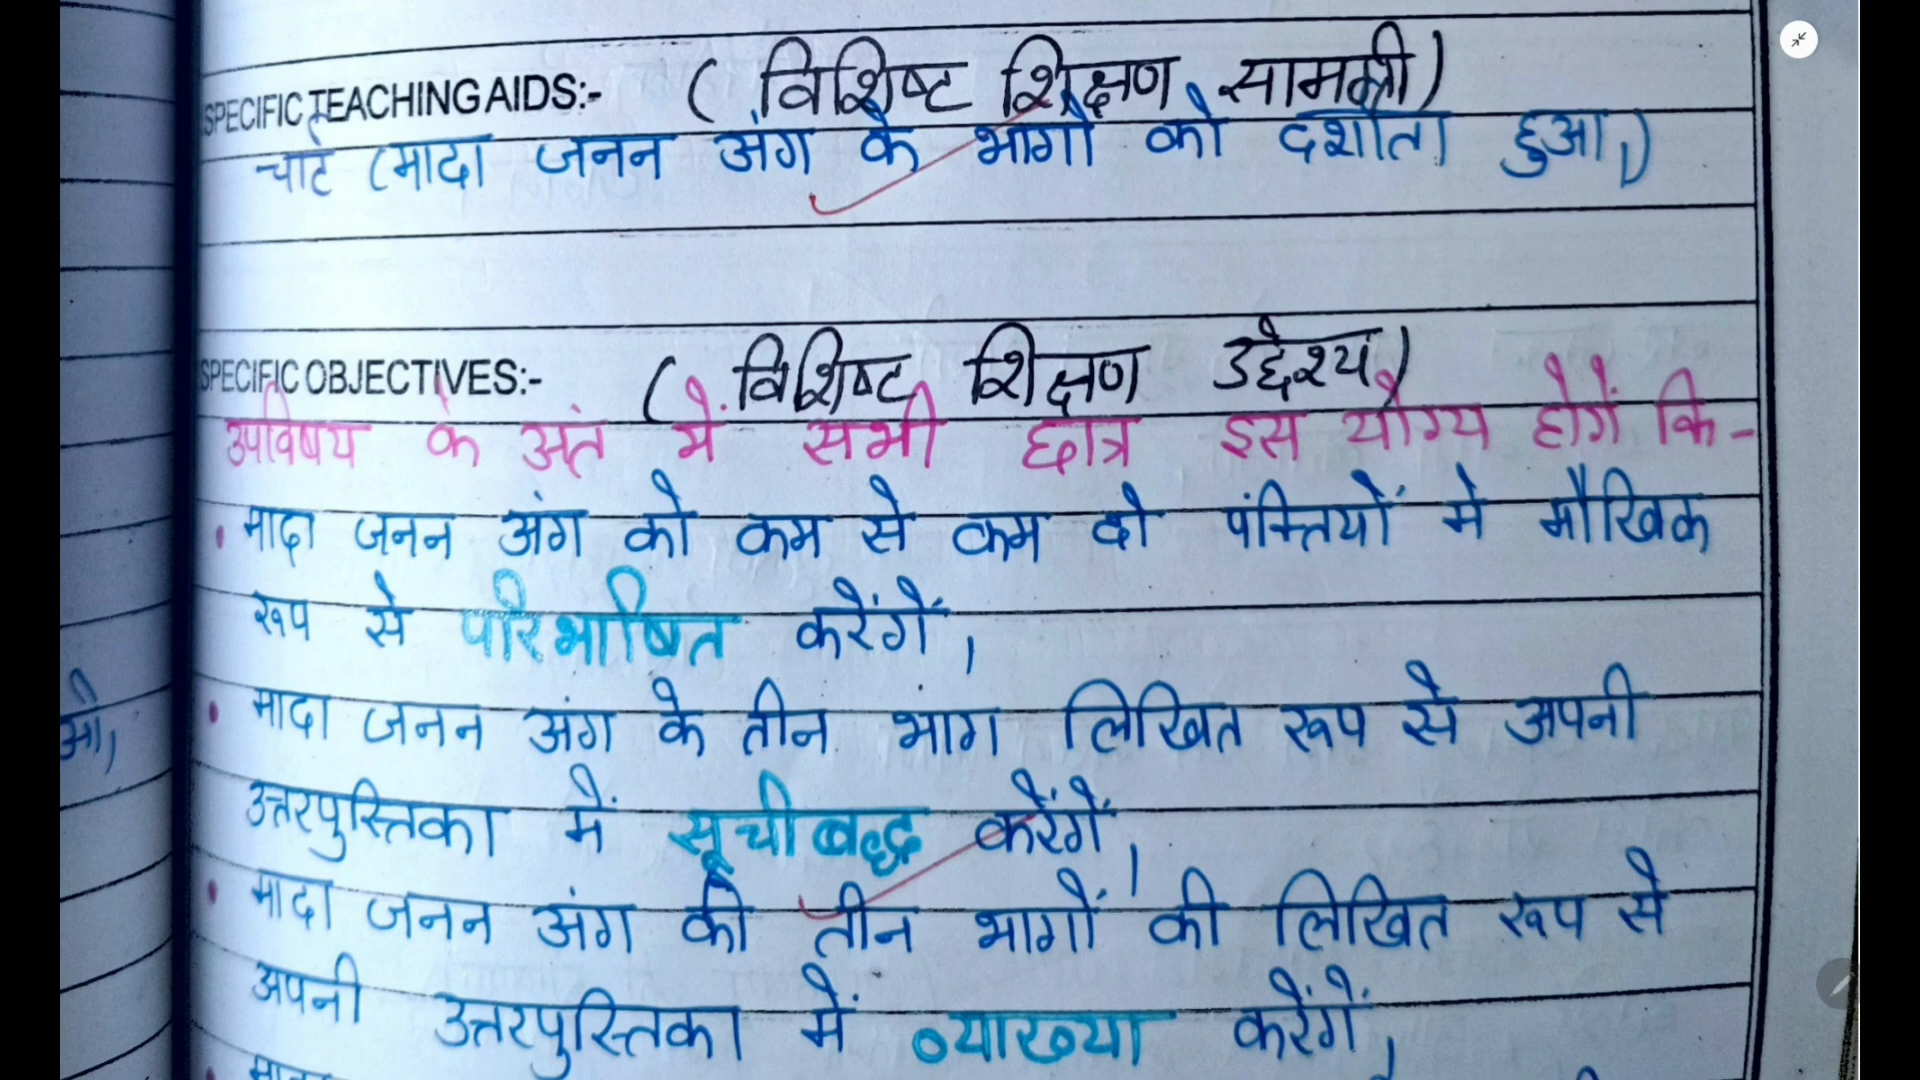 SPECIFIC TEACHING AIDS:- (विशिष्ट शिक्षण सामग्री)
चार्ट (मादा जनन अंग के भागों को दर्शाता हुआ।)
SPECIFIC OBJECTIVES:- (विशिष्ट शिक्षण उद्देश्य)
उपविषय के अंत में सभी छात्र इस योग्य होगें कि-
• मादा जनन अंग को कम से कम दो पंक्तियों मे मौखिक
रूप से परिभाषित करेंगें।
• मादा जनन अंग के तीन भाग लिखित रूप से अपनी
उत्तरपुस्तिका में सूचीबद्ध करेंगें।
• मादा जनन अंग की तीन भागों की लिखित रूप से
अपनी उत्तरपुस्तिका में व्याख्या करेंगें।